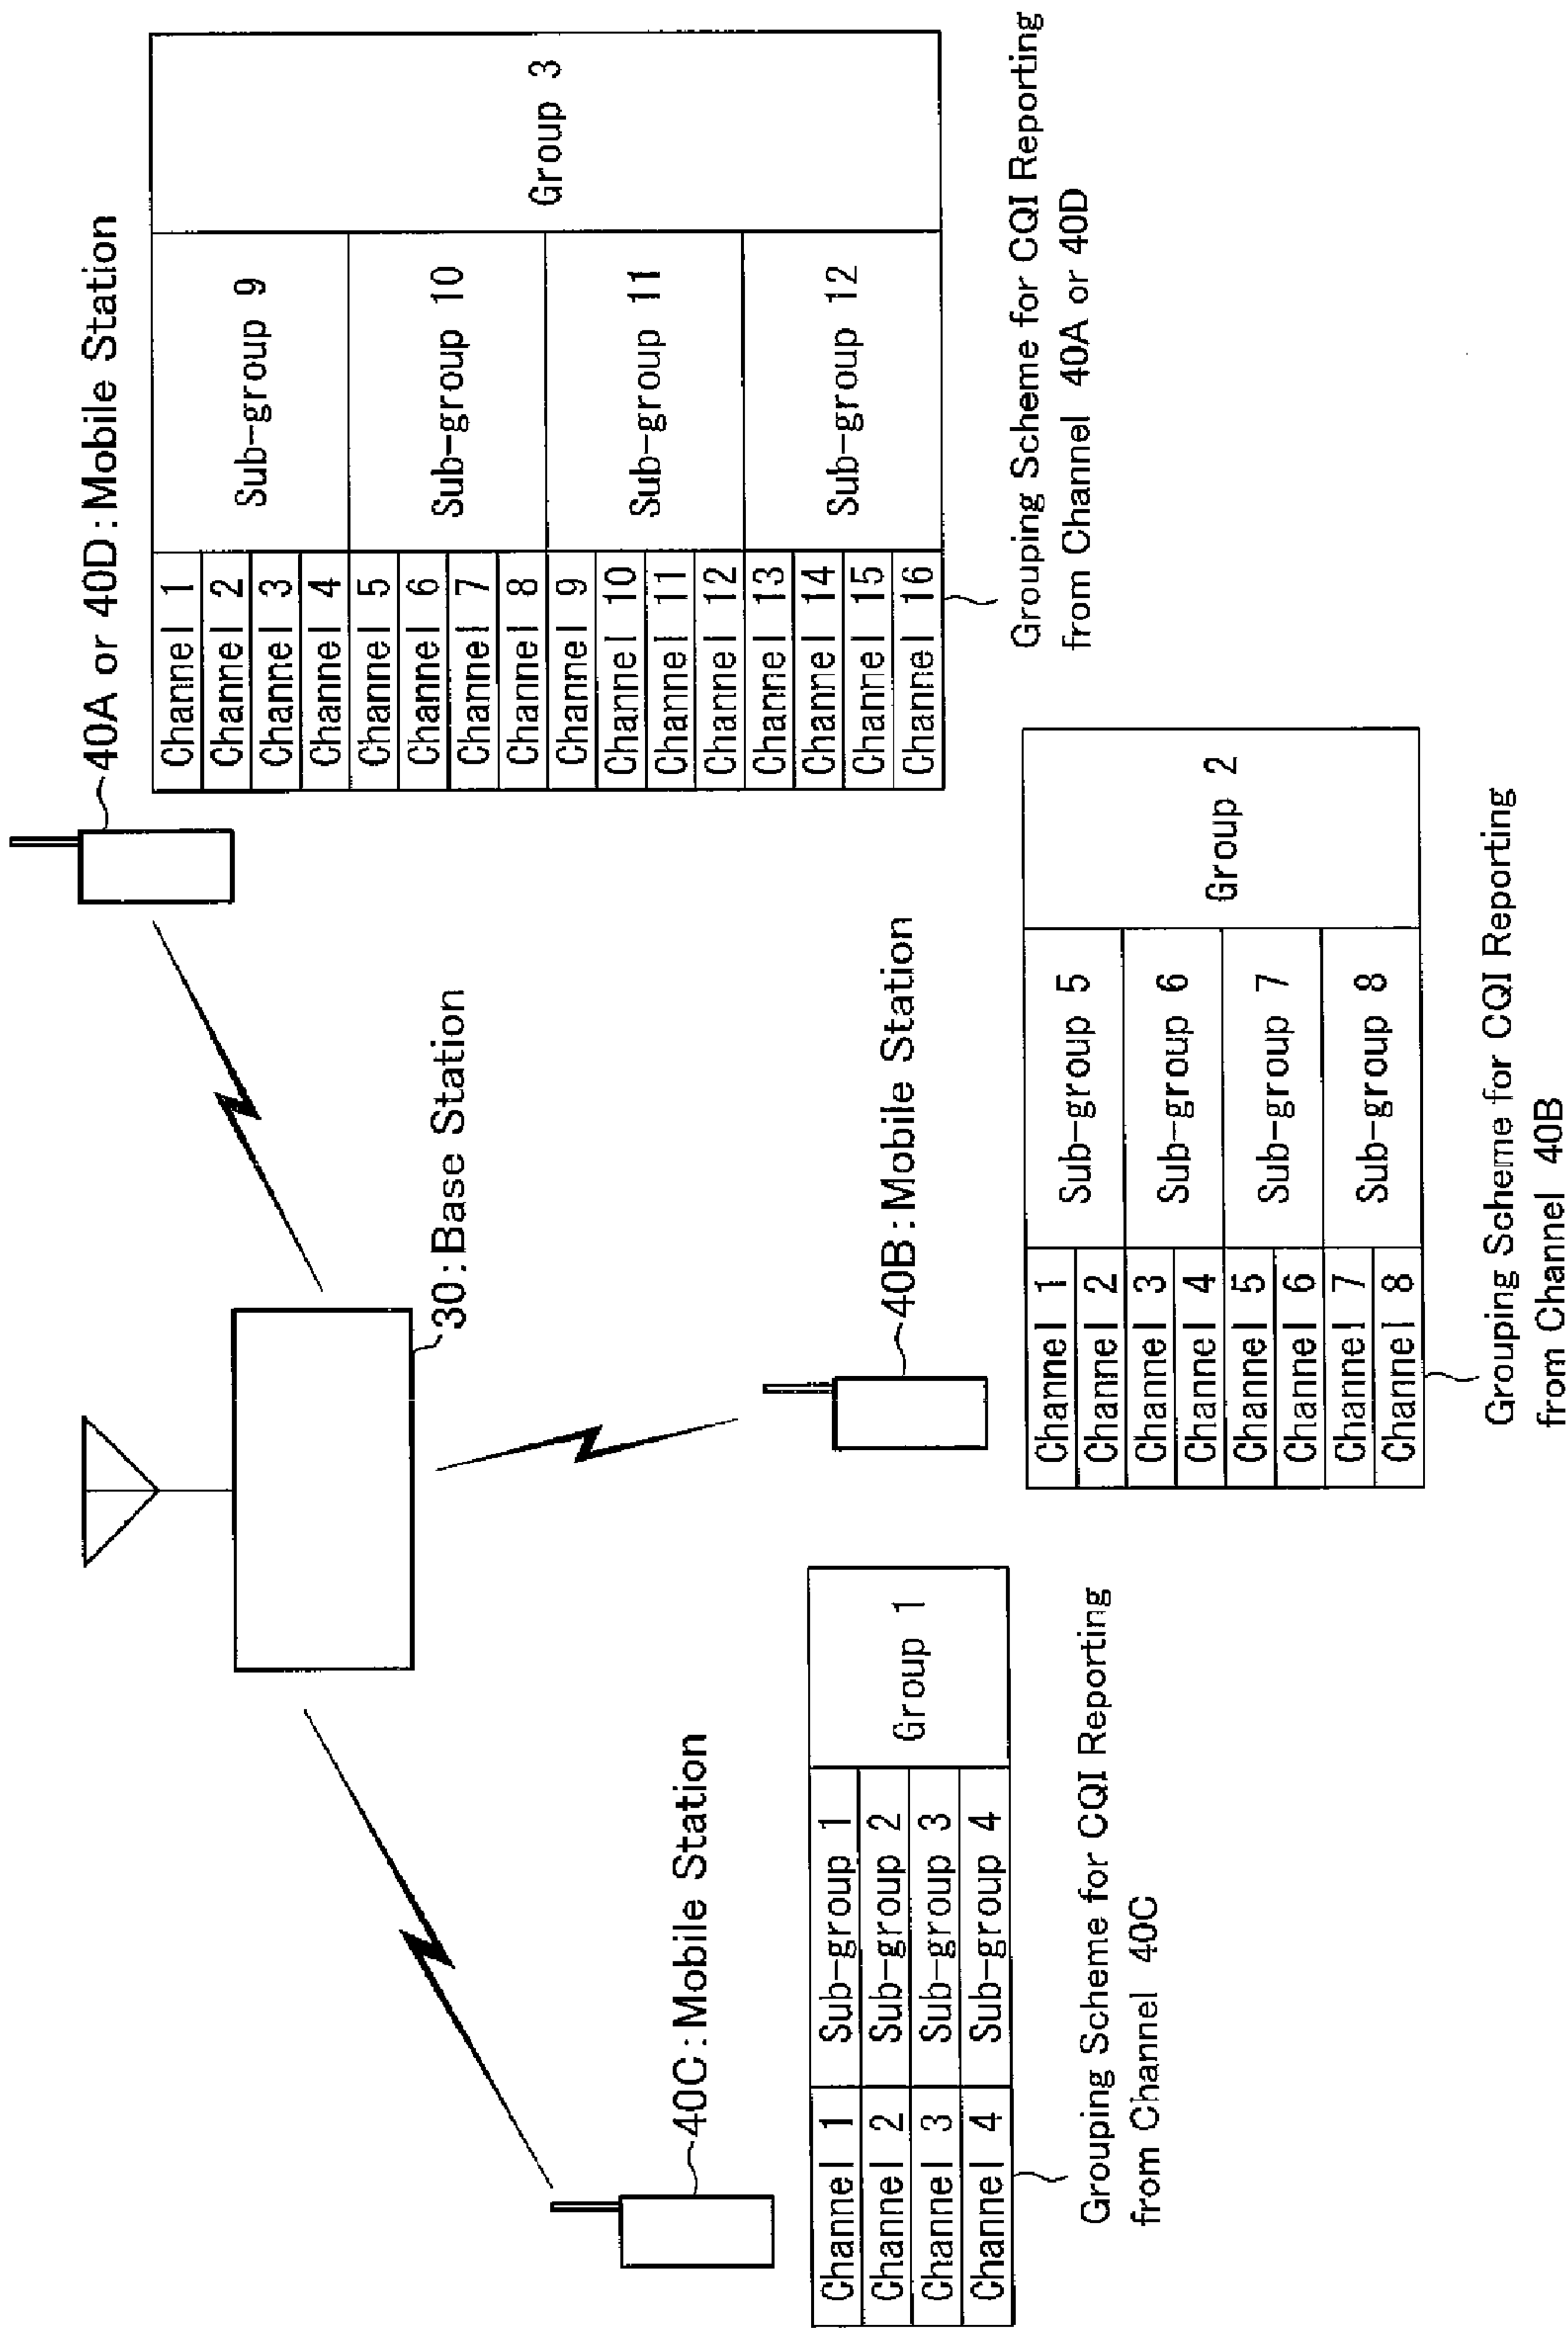 30:Base Station
40C:Mobile Station
Channel 1 Sub-group 1
Channel 2 Sub-group 2
Channel 3 Sub-group 3
Channel 4 Sub-group 4
Group 1
Grouping Scheme for CQI Reporting
from Channel 40C
40B:Mobile Station
Channel 1
Channel 2
Channel 3
Channel 4
Channel 5
Channel 6
Channel 7
Channel 8
Sub-group 5
Sub-group 6
Sub-group 7
Sub-group 8
Group 2
Grouping Scheme for CQI Reporting
from Channel 40B
40A or 40D:Mobile Station
Channel 1
Channel 2
Channel 3
Channel 4
Channel 5
Channel 6
Channel 7
Channel 8
Channel 9
Channel 10
Channel 11
Channel 12
Channel 13
Channel 14
Channel 15
Channel 16
Sub-group 9
Sub-group 10
Sub-group 11
Sub-group 12
Group 3
Grouping Scheme for CQI Reporting
from Channel 40A or 40D